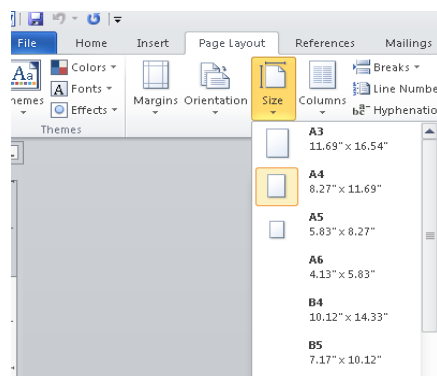 File Home Insert Page Layout References Mailings
Aa Colors Breaks
A Fonts Line Numbe
hemes Effects Margins Orientation Size Columns Hyphenatio
Themes
A3
11.69" x 16.54"
A4
8.27" x 11.69"
A5
5.83" x 8.27"
A6
4.13" x 5.83"
B4
10.12" x 14.33"
B5
7.17" x 10.12"